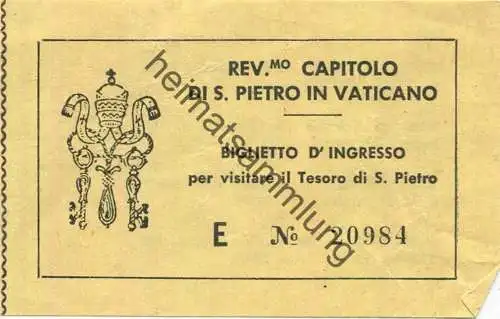 REV.MO CAPITOLO
DI S. PIETRO IN VATICANO
BIGLIETTO D'INGRESSO
per visitare il Tesoro di S. Pietro
E № 20984
heimatsammlung